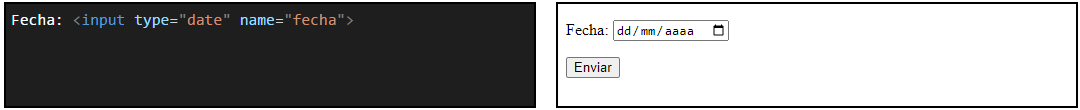 Fecha: <input type="date" name="fecha">
Fecha: dd/mm/aaaa
Enviar